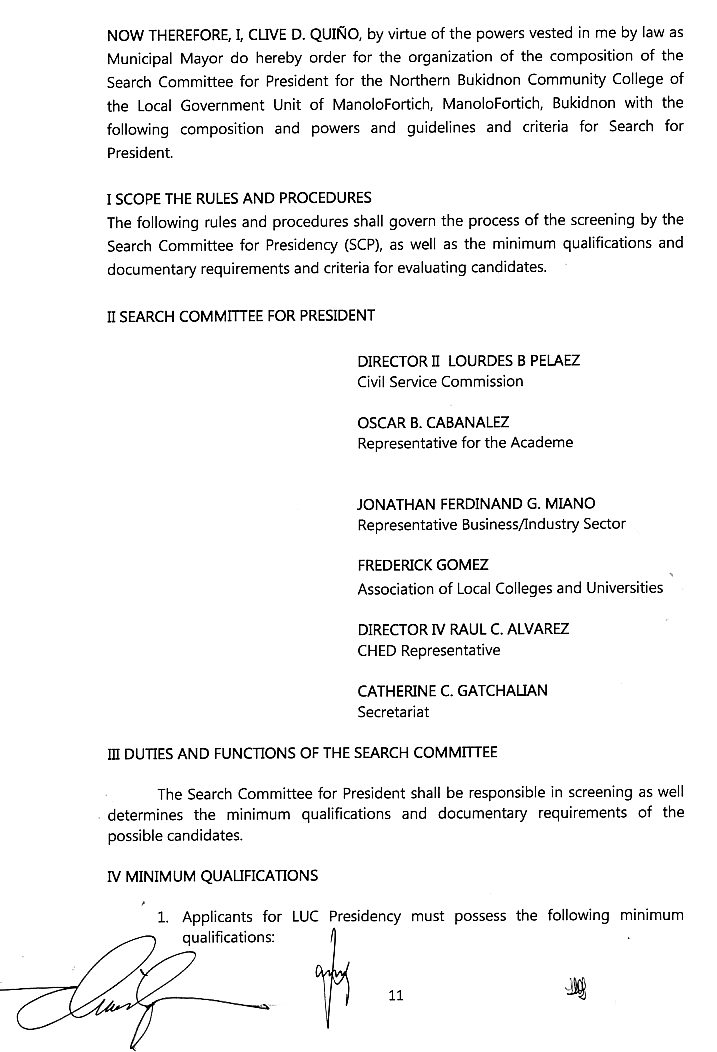 NOW THEREFORE, I, CLIVE D. QUIÑO, by virtue of the powers vested in me by law as
Municipal Mayor do hereby order for the organization of the composition of the
Search Committee for President for the Northern Bukidnon Community College of
the Local Government Unit of ManoloFortich, ManoloFortich, Bukidnon with the
following composition and powers and guidelines and criteria for Search for
President.
I SCOPE THE RULES AND PROCEDURES
The following rules and procedures shall govern the process of the screening by the
Search Committee for Presidency (SCP), as well as the minimum qualifications and
documentary requirements and criteria for evaluating candidates.
II SEARCH COMMITTEE FOR PRESIDENT
DIRECTOR II LOURDES B PELAEZ
Civil Service Commission
OSCAR B. CABANALEZ
Representative for the Academe
JONATHAN FERDINAND G. MIANO
Representative Business/Industry Sector
FREDERICK GOMEZ
Association of Local Colleges and Universities
DIRECTOR IV RAUL C. ALVAREZ
CHED Representative
CATHERINE C. GATCHALIAN
Secretariat
III DUTIES AND FUNCTIONS OF THE SEARCH COMMITTEE
The Search Committee for President shall be responsible in screening as well
determines the minimum qualifications and documentary requirements of the
possible candidates.
IV MINIMUM QUALIFICATIONS
1. Applicants for LUC Presidency must possess the following minimum
qualifications:
11